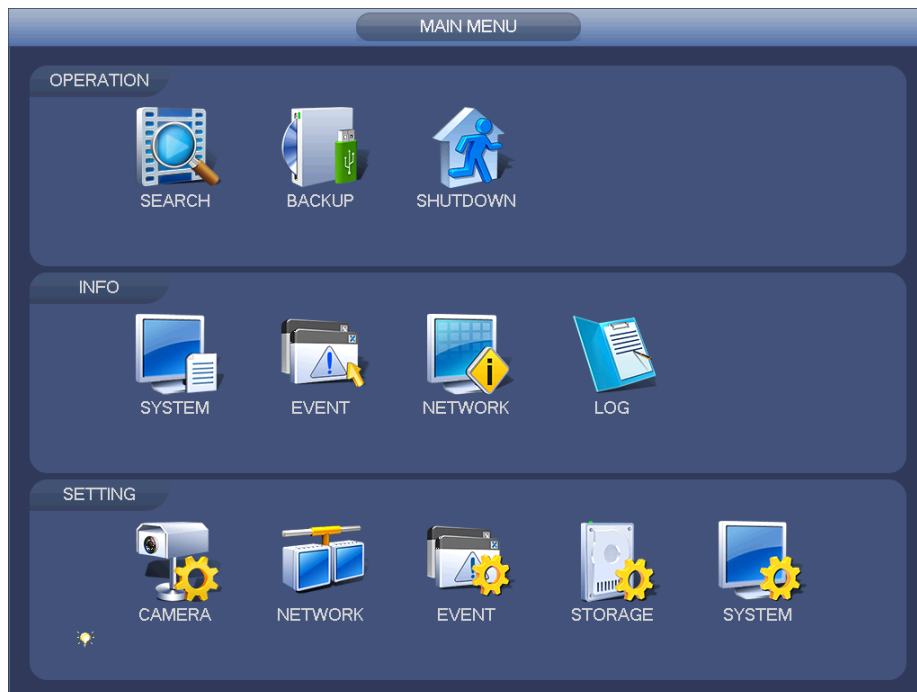 MAIN MENU
OPERATION
SEARCH BACKUP SHUTDOWN
INFO
SYSTEM EVENT NETWORK LOG
SETTING
CAMERA NETWORK EVENT STORAGE SYSTEM